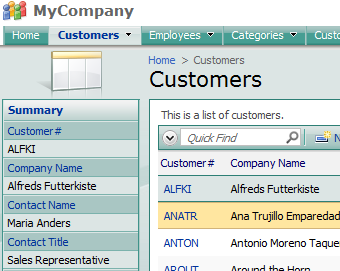 MyCompany
Home Customers Employees Categories
Home > Customers
Customers
Summary
Customer#
ALFKI
Company Name
Alfreds Futterkiste
Contact Name
Maria Anders
Contact Title
Sales Representative
This is a list of customers.
Quick Find
Customer# Company Name
ALFKI Alfreds Futterkiste
ANATR Ana Trujillo Emparedad
ANTON Antonio Moreno Taque
AROUT Around the Horn